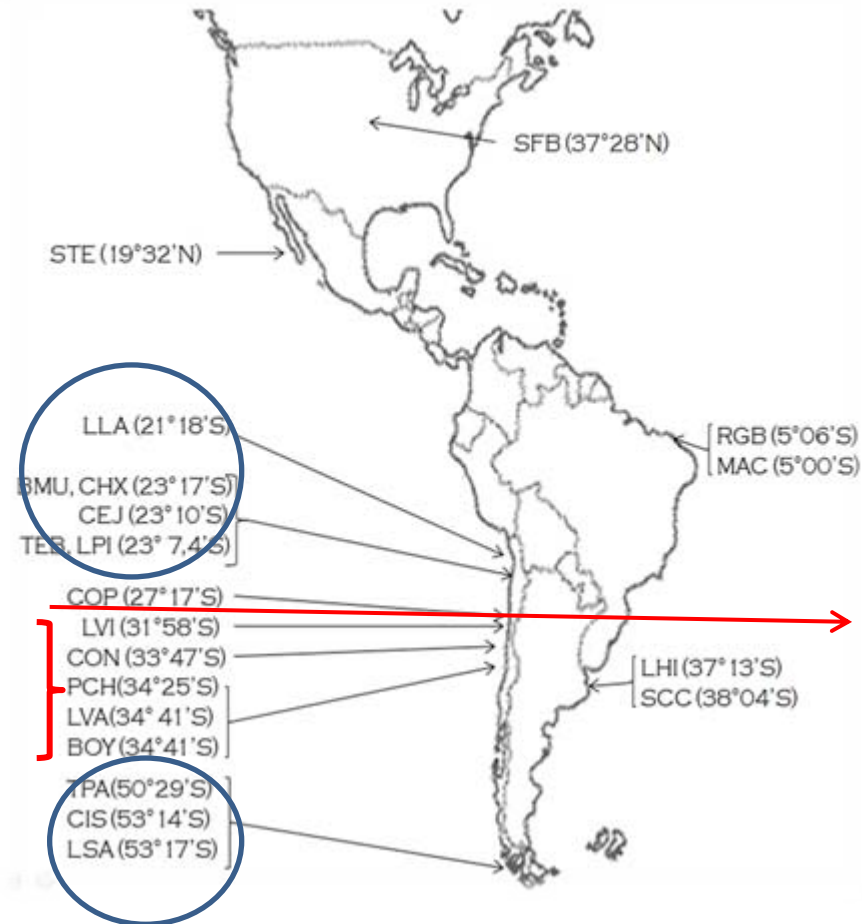 SFB (37°28'N)
STE (19°32'N)
LLA (21°18'S)
RGB (5°06'S)
MAC (5°00'S)
BMU, CHX (23°17'S)
CEJ (23°10'S)
TEB, LPI (23° 7,4'S)
COP (27°17'S)
LVI (31°58'S)
CON (33°47'S)
PCH(34°25'S)
LVA(34°41'S)
BOY(34°41'S)
LHI (37°13'S)
SCC (38°04'S)
TPA(50°29'S)
CIS (53°14'S)
LSA (53°17'S)